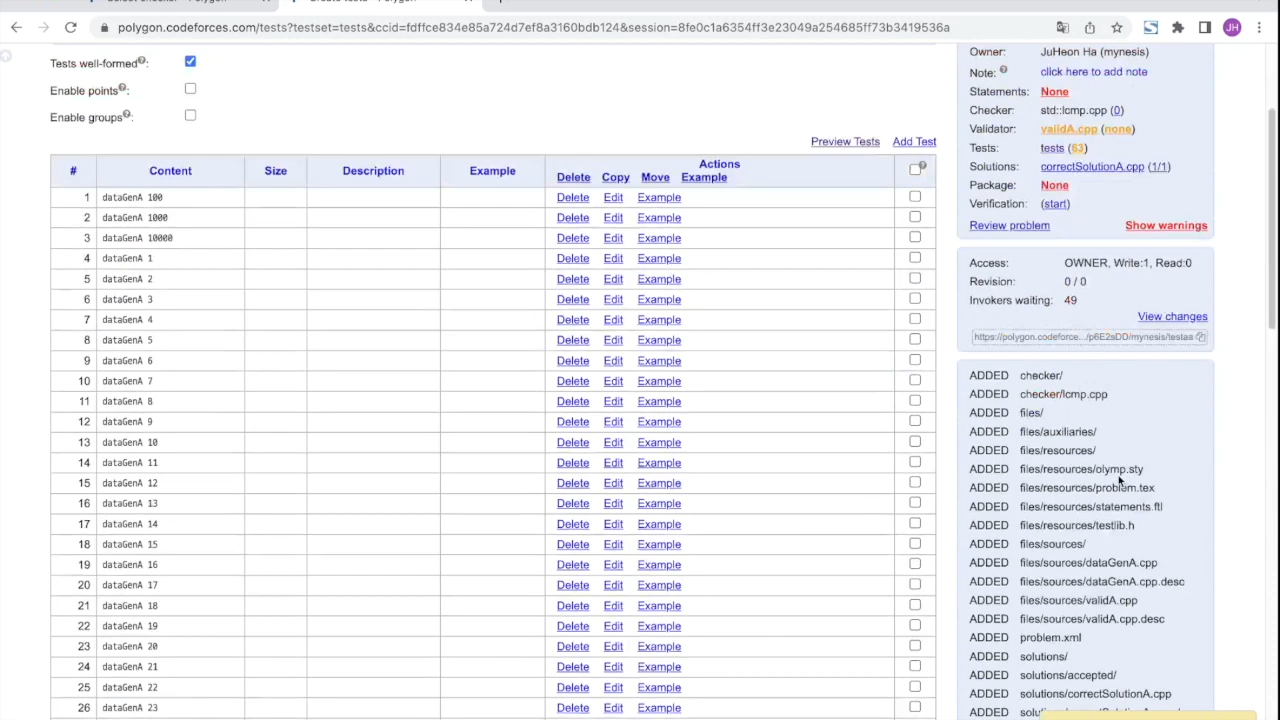 polygon.codeforces.com/tests?testset=tests&ccid=fdffce834e85a724d7ef8a3160bdb124&session=8fe0c1a6354ff3e23049a254685ff73b3419536a
JH
Tests well-formed?:
Enable points?:
Enable groups?:
Preview Tests Add Test
# Content Size Description Example Actions
Delete Copy Move Example ?
1 dataGenA 100 Delete Edit Example
2 dataGenA 1000 Delete Edit Example
3 dataGenA 10000 Delete Edit Example
4 dataGenA 1 Delete Edit Example
5 dataGenA 2 Delete Edit Example
6 dataGenA 3 Delete Edit Example
7 dataGenA 4 Delete Edit Example
8 dataGenA 5 Delete Edit Example
9 dataGenA 6 Delete Edit Example
10 dataGenA 7 Delete Edit Example
11 dataGenA 8 Delete Edit Example
12 dataGenA 9 Delete Edit Example
13 dataGenA 10 Delete Edit Example
14 dataGenA 11 Delete Edit Example
15 dataGenA 12 Delete Edit Example
16 dataGenA 13 Delete Edit Example
17 dataGenA 14 Delete Edit Example
18 dataGenA 15 Delete Edit Example
19 dataGenA 16 Delete Edit Example
20 dataGenA 17 Delete Edit Example
21 dataGenA 18 Delete Edit Example
22 dataGenA 19 Delete Edit Example
23 dataGenA 20 Delete Edit Example
24 dataGenA 21 Delete Edit Example
25 dataGenA 22 Delete Edit Example
26 dataGenA 23 Delete Edit Example
Owner: JuHeon Ha (mynesis)
Note: ? click here to add note
Statements: None
Checker: std::lcmp.cpp (0)
Validator: validA.cpp (none)
Tests: tests (63)
Solutions: correctSolutionA.cpp (1/1)
Package: None
Verification: (start)
Review problem Show warnings
Access: OWNER, Write:1, Read:0
Revision: 0 / 0
Invokers waiting: 49
View changes
https://polygon.codeforce.../p6E2sDD/mynesis/testaa
ADDED checker/
ADDED checker/lcmp.cpp
ADDED files/
ADDED files/auxiliaries/
ADDED files/resources/
ADDED files/resources/olymp.sty
ADDED files/resources/problem.tex
ADDED files/resources/statements.ftl
ADDED files/resources/testlib.h
ADDED files/sources/
ADDED files/sources/dataGenA.cpp
ADDED files/sources/dataGenA.cpp.desc
ADDED files/sources/validA.cpp
ADDED files/sources/validA.cpp.desc
ADDED problem.xml
ADDED solutions/
ADDED solutions/accepted/
ADDED solutions/correctSolutionA.cpp
ADDED